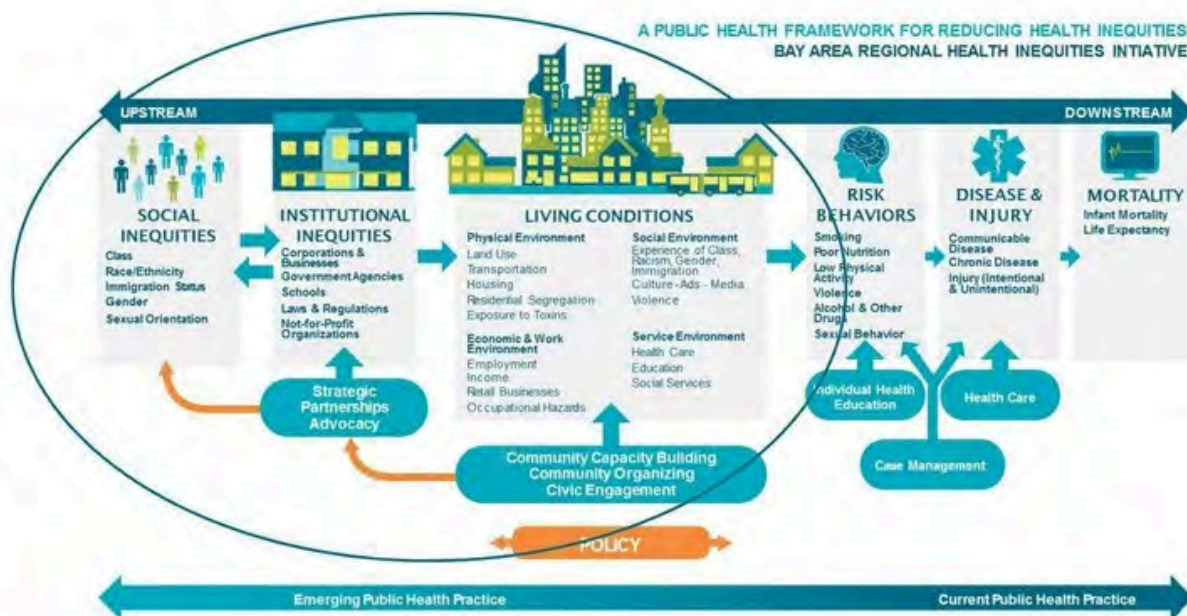 A PUBLIC HEALTH FRAMEWORK FOR REDUCING HEALTH INEQUITIES
BAY AREA REGIONAL HEALTH INEQUITIES INTIATIVE
UPSTREAM
DOWNSTREAM
SOCIAL
INEQUITIES
Class
Race/Ethnicity
Immigration Status
Gender
Sexual Orientation
INSTITUTIONAL
INEQUITIES
Corporations &
Businesses
Government Agencies
Schools
Laws & Regulations
Not-for-Profit
Organizations
LIVING CONDITIONS
Physical Environment
Land Use
Transportation
Housing
Residential Segregation
Exposure to Toxins
Economic & Work
Environment
Employment
Income
Retail Businesses
Occupational Hazards
Social Environment
Experience of Class,
Racism, Gender,
Immigration
Culture - Ads - Media
Violence
Service Environment
Health Care
Education
Social Services
RISK
BEHAVIORS
Smoking
Poor Nutrition
Low Physical
Activity
Violence
Alcohol & Other
Drugs
Sexual Behavior
DISEASE &
INJURY
Communicable
Disease
Chronic Disease
Injury (Intentional
& Unintentional)
MORTALITY
Infant Mortality
Life Expectancy
Strategic
Partnerships
Advocacy
Community Capacity Building
Community Organizing
Civic Engagement
Individual Health
Education
Health Care
Case Management
POLICY
Emerging Public Health Practice
Current Public Health Practice